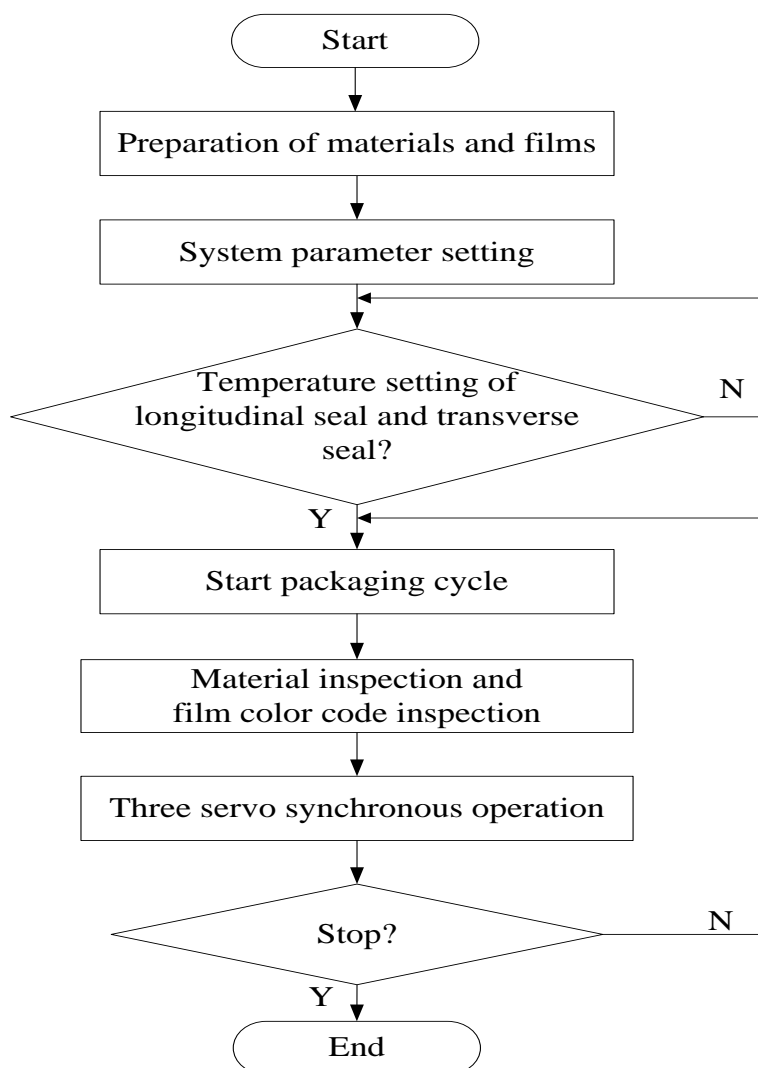 Start
Preparation of materials and films
System parameter setting
Temperature setting of
longitudinal seal and transverse
seal?
N
Y
Start packaging cycle
Material inspection and
film color code inspection
Three servo synchronous operation
Stop?
N
Y
End